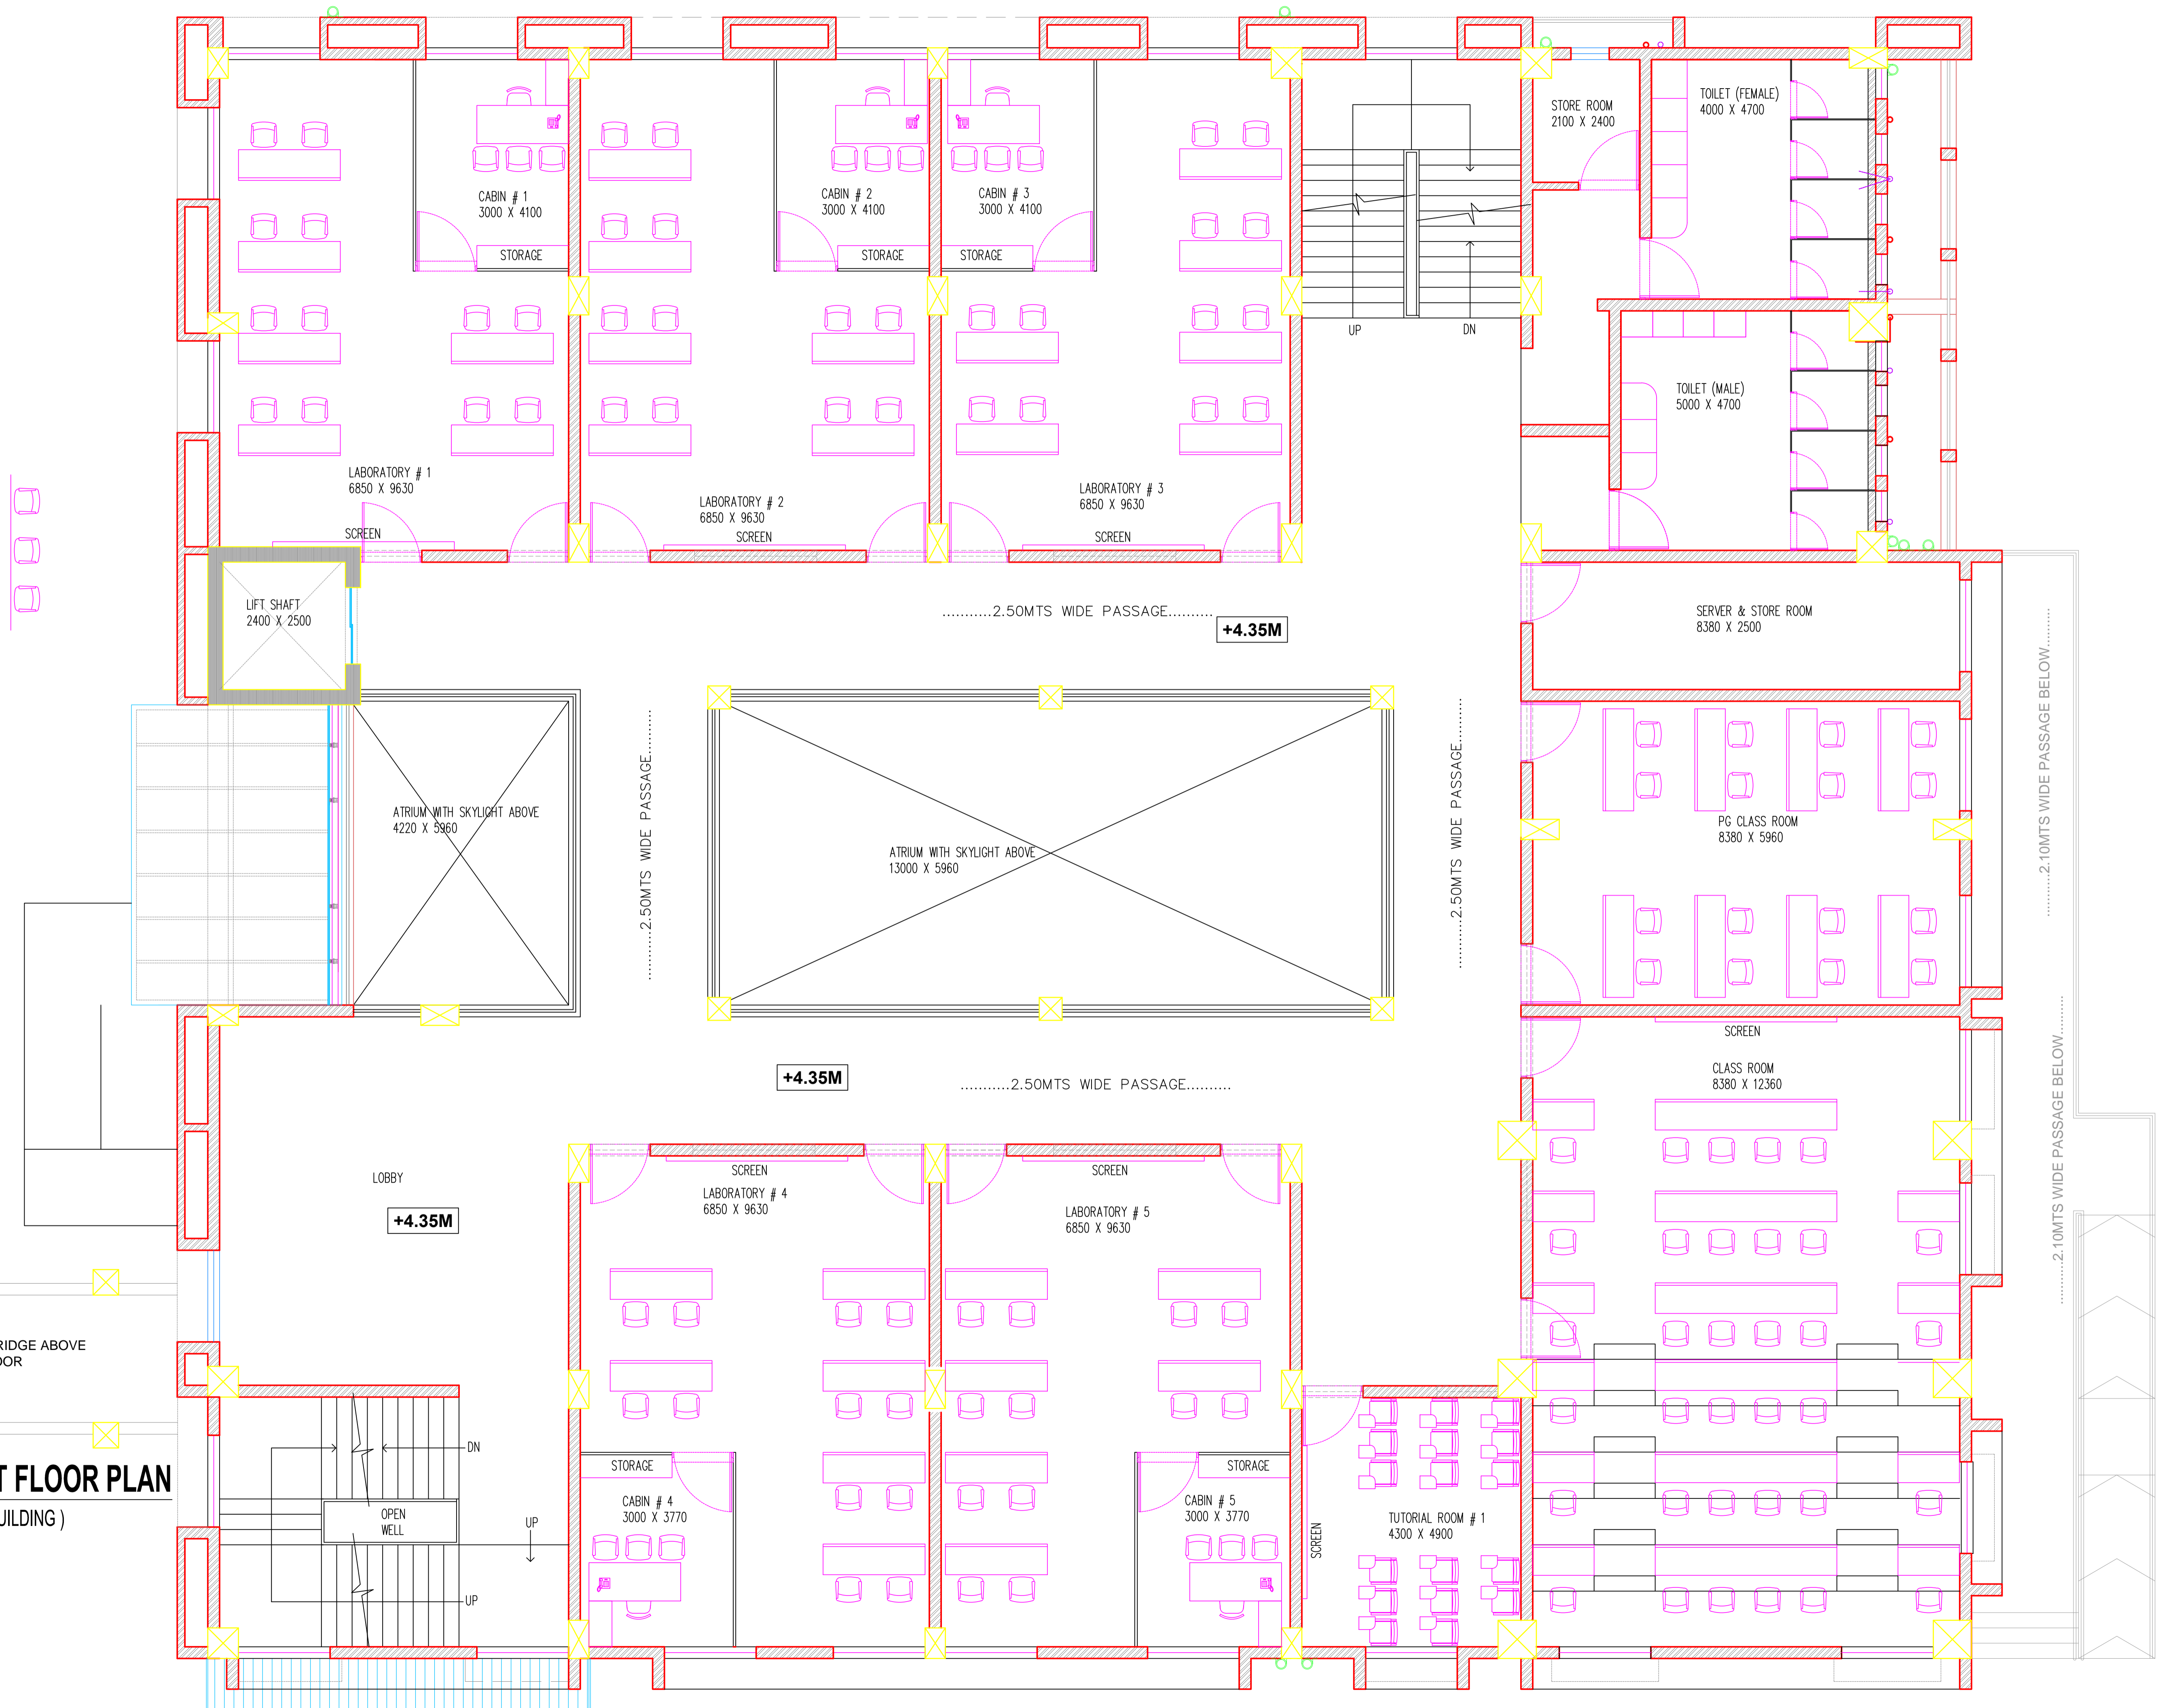 STORE ROOM
2100 X 2400
TOILET (FEMALE)
4000 X 4700
CABIN # 1
3000 X 4100
CABIN # 2
3000 X 4100
CABIN # 3
3000 X 4100
STORAGE
STORAGE
STORAGE
UP
DN
TOILET (MALE)
5000 X 4700
LABORATORY # 1
6850 X 9630
LABORATORY # 2
6850 X 9630
LABORATORY # 3
6850 X 9630
SCREEN
SCREEN
SCREEN
LIFT SHAFT
2400 X 2500
...........2.50MTS WIDE PASSAGE..........
+4.35M
SERVER & STORE ROOM
8380 X 2500
..........2.10MTS WIDE PASSAGE BELOW..........
...........2.50MTS WIDE PASSAGE..........
...........2.50MTS WIDE PASSAGE..........
ATRIUM WITH SKYLIGHT ABOVE
4220 X 5960
ATRIUM WITH SKYLIGHT ABOVE
13000 X 5960
PG CLASS ROOM
8380 X 5960
SCREEN
CLASS ROOM
8380 X 12360
+4.35M
...........2.50MTS WIDE PASSAGE..........
..........2.10MTS WIDE PASSAGE BELOW..........
LOBBY
+4.35M
SCREEN
LABORATORY # 4
6850 X 9630
SCREEN
LABORATORY # 5
6850 X 9630
RIDGE ABOVE
OOR
DN
T FLOOR PLAN
UILDING )
OPEN
WELL
UP
UP
STORAGE
CABIN # 4
3000 X 3770
STORAGE
CABIN # 5
3000 X 3770
SCREEN
TUTORIAL ROOM # 1
4300 X 4900